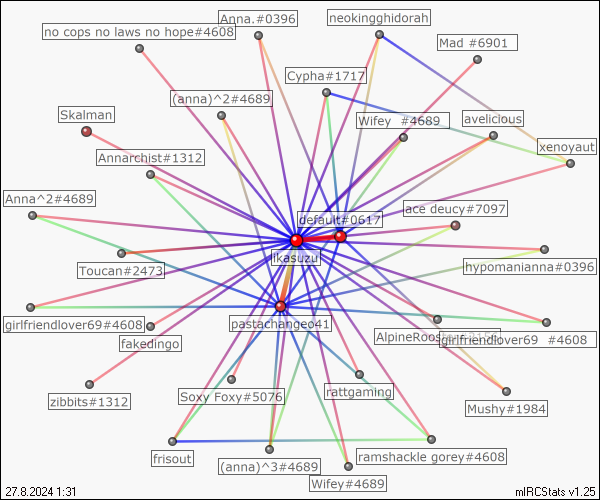 Anna.#0396
neokingghidorah
no cops no laws no hope#4608
Mad #6901
Cypha#1717
(anna)^2#4689
Skalman
Wifey #4689
avelicious
xenoyaut
Annarchist#1312
Anna^2#4689
ace deucy#7097
default#0617
likasuzu
Toucan#2473
hypomanianna#0396
girlfriendlover69#4608
pastachangeo41
fakedingo
AlpineRoos
girlfriendlover69 #4608
zibbits#1312
Soxy Foxy#5076
rattgaming
Mushy#1984
frisout
(anna)^3#4689
ramshackle gorey#4608
Wifey#4689
27.8.2024 1:31
mIRCStats v1.25